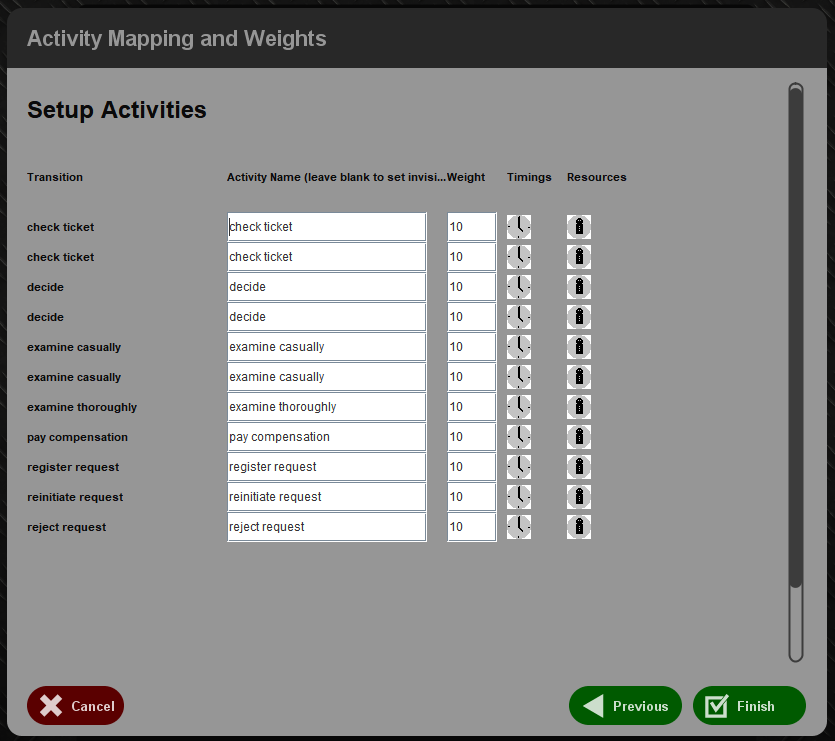 Activity Mapping and Weights
Setup Activities
Transition Activity Name (leave blank to set invisi... Weight Timings Resources
check ticket check ticket 10
check ticket check ticket 10
decide decide 10
decide decide 10
examine casually examine casually 10
examine casually examine casually 10
examine thoroughly examine thoroughly 10
pay compensation pay compensation 10
register request register request 10
reinitiate request reinitiate request 10
reject request reject request 10
Cancel Previous Finish